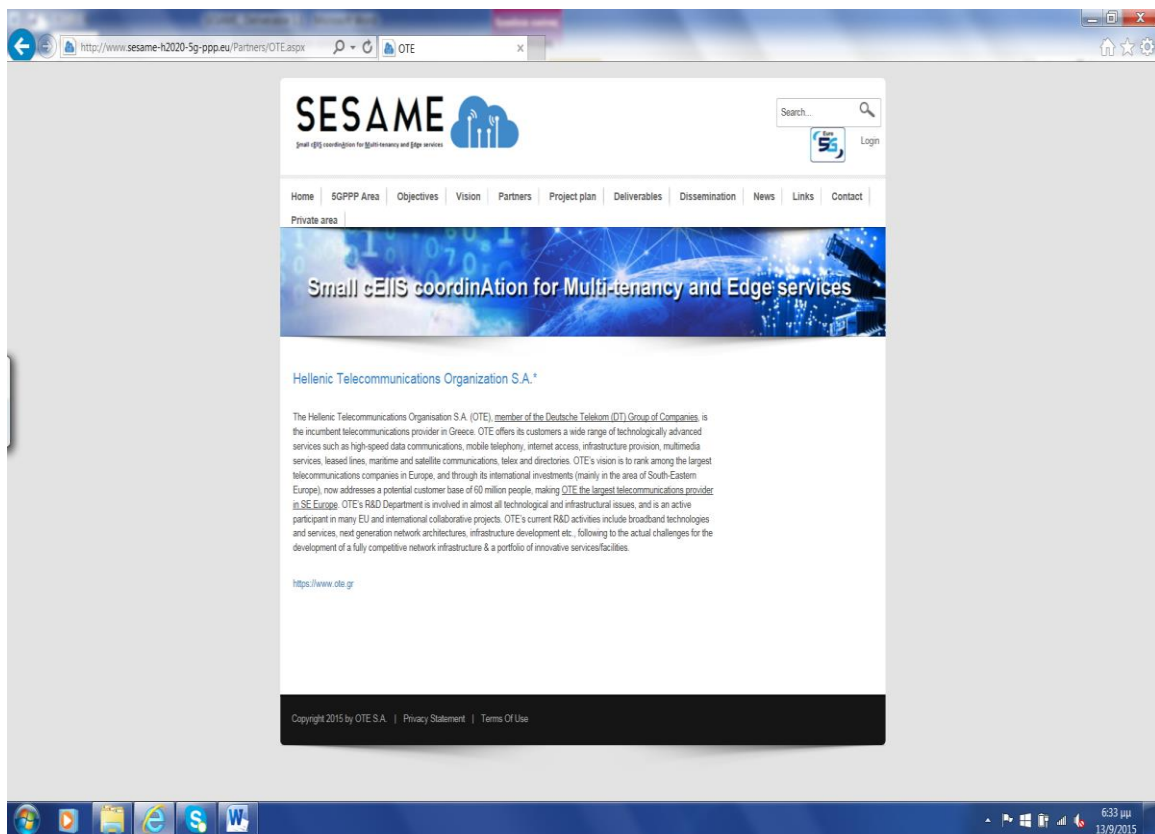 http://www.sesame-h2020-5g-ppp.eu/Partners/OTE.aspx
OTE
SESAME
Small cEllS coordinAtion for Multi-tenancy and Edge services
Search...
Euro
5G
Login
Home
5GPPP Area
Objectives
Vision
Partners
Project plan
Deliverables
Dissemination
News
Links
Contact
Private area
Small cEllS coordinAtion for Multi-tenancy and Edge services
Hellenic Telecommunications Organization S.A.*
The Hellenic Telecommunications Organisation S.A. (OTE), member of the Deutsche Telekom (DT) Group of Companies, is
the incumbent telecommunications provider in Greece. OTE offers its customers a wide range of technologically advanced
services such as high-speed data communications, mobile telephony, internet access, infrastructure provision, multimedia
services, leased lines, maritime and satellite communications, telex and directories. OTE's vision is to rank among the largest
telecommunications companies in Europe, and through its international investments (mainly in the area of South-Eastern
Europe), now addresses a potential customer base of 60 million people, making OTE the largest telecommunications provider
in SE Europe. OTE's R&D Department is involved in almost all technological and infrastructural issues, and is an active
participant in many EU and international collaborative projects. OTE's current R&D activities include broadband technologies
and services, next generation network architectures, infrastructure development etc., following to the actual challenges for the
development of a fully competitive network infrastructure & a portfolio of innovative services/facilities.
https://www.ote.gr
Copyright 2015 by OTE S.A. | Privacy Statement | Terms Of Use
6:33 μμ
13/9/2015